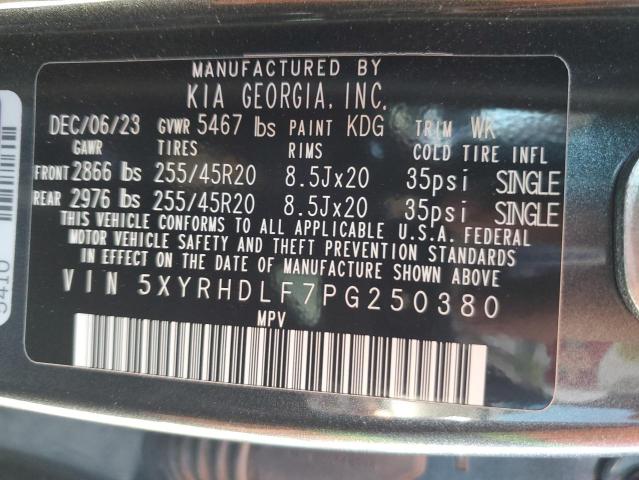 MANUFACTURED BY
KIA GEORGIA, INC.
DEC/06/23 GVWR 5467 lbs PAINT KDG TRIM WK
GAWR TIRES RIMS COLD TIRE INFL
FRONT 2866 lbs 255/45R20 8.5Jx20 35psi SINGLE
REAR 2976 lbs 255/45R20 8.5Jx20 35psi SINGLE
THIS VEHICLE CONFORMS TO ALL APPLICABLE U.S.A. FEDERAL
MOTOR VEHICLE SAFETY AND THEFT PREVENTION STANDARDS
IN EFFECT ON THE DATE OF MANUFACTURE SHOWN ABOVE
VIN 5XYRHDLF7PG250380
MPV
5410